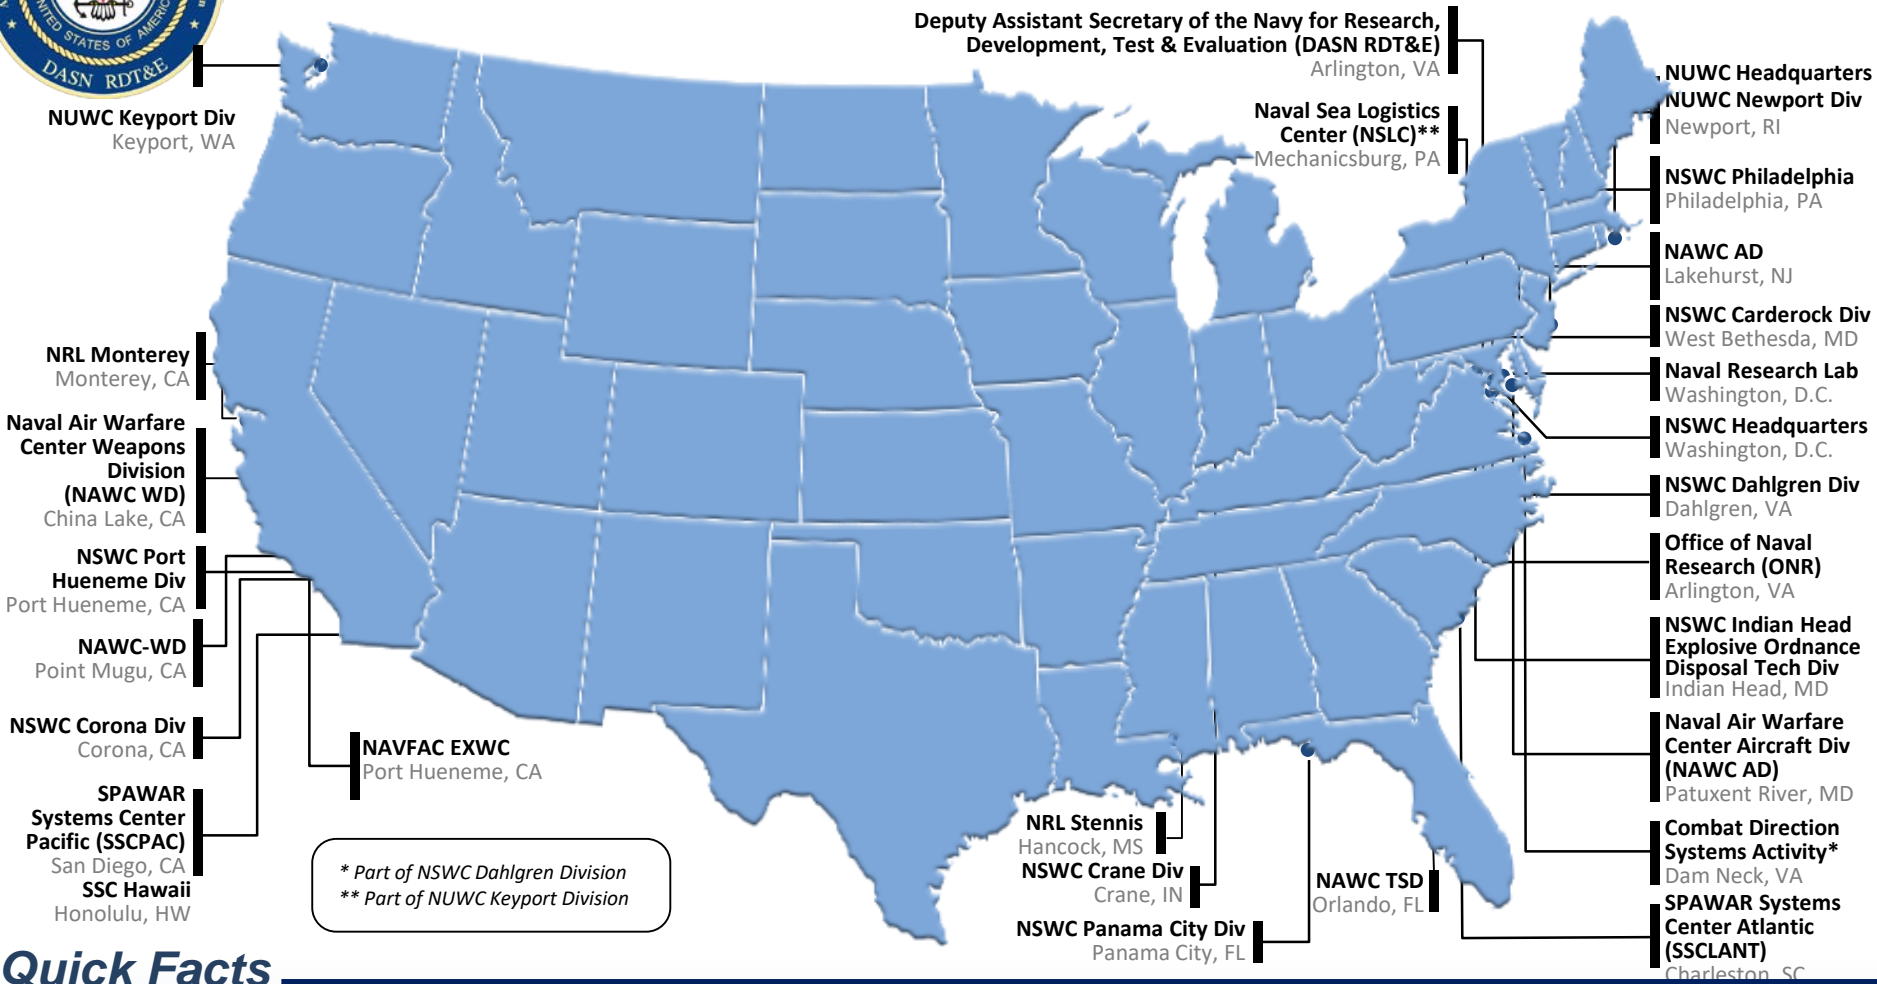 UNITED STATES OF AMERICA
DASN RDT&E
NUWC Keyport Div
Keyport, WA
NRL Monterey
Monterey, CA
Naval Air Warfare
Center Weapons
Division
(NAWC WD)
China Lake, CA
NSWC Port
Hueneme Div
Port Hueneme, CA
NAWC-WD
Point Mugu, CA
NSWC Corona Div
Corona, CA
SPAWAR
Systems Center
Pacific (SSCPAC)
San Diego, CA
SSC Hawaii
Honolulu, HW
NAVFAC EXWC
Port Hueneme, CA
* Part of NSWC Dahlgren Division
** Part of NUWC Keyport Division
Deputy Assistant Secretary of the Navy for Research,
Development, Test & Evaluation (DASN RDT&E)
Arlington, VA
Naval Sea Logistics
Center (NSLC)**
Mechanicsburg, PA
NRL Stennis
Hancock, MS
NSWC Crane Div
Crane, IN
NSWC Panama City Div
Panama City, FL
NAWC TSD
Orlando, FL
NUWC Headquarters
NUWC Newport Div
Newport, RI
NSWC Philadelphia
Philadelphia, PA
NAWC AD
Lakehurst, NJ
NSWC Carderock Div
West Bethesda, MD
Naval Research Lab
Washington, D.C.
NSWC Headquarters
Washington, D.C.
NSWC Dahlgren Div
Dahlgren, VA
Office of Naval
Research (ONR)
Arlington, VA
NSWC Indian Head
Explosive Ordnance
Disposal Tech Div
Indian Head, MD
Naval Air Warfare
Center Aircraft Div
(NAWC AD)
Patuxent River, MD
Combat Direction
Systems Activity*
Dam Neck, VA
SPAWAR Systems
Center Atlantic
(SSCLANT)
Charleston, SC
Quick Facts